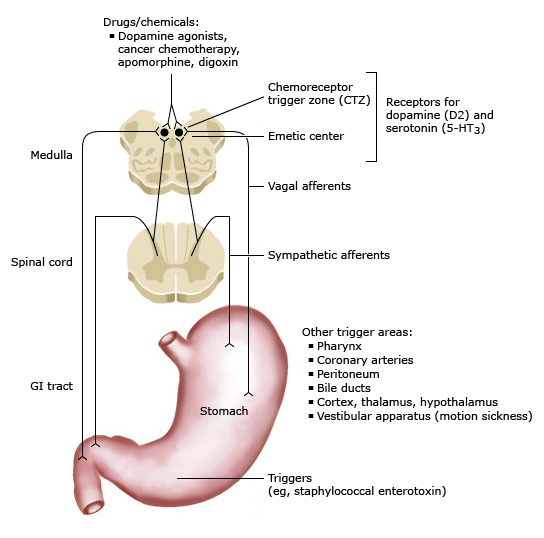 Drugs/chemicals:
▪ Dopamine agonists,
cancer chemotherapy,
apomorphine, digoxin
Chemoreceptor
trigger zone (CTZ)
Receptors for
dopamine (D2) and
serotonin (5-HT3)
Emetic center
Medulla
Vagal afferents
Spinal cord
Sympathetic afferents
Other trigger areas:
▪ Pharynx
▪ Coronary arteries
▪ Peritoneum
▪ Bile ducts
▪ Cortex, thalamus, hypothalamus
▪ Vestibular apparatus (motion sickness)
GI tract
Stomach
Triggers
(eg, staphylococcal enterotoxin)